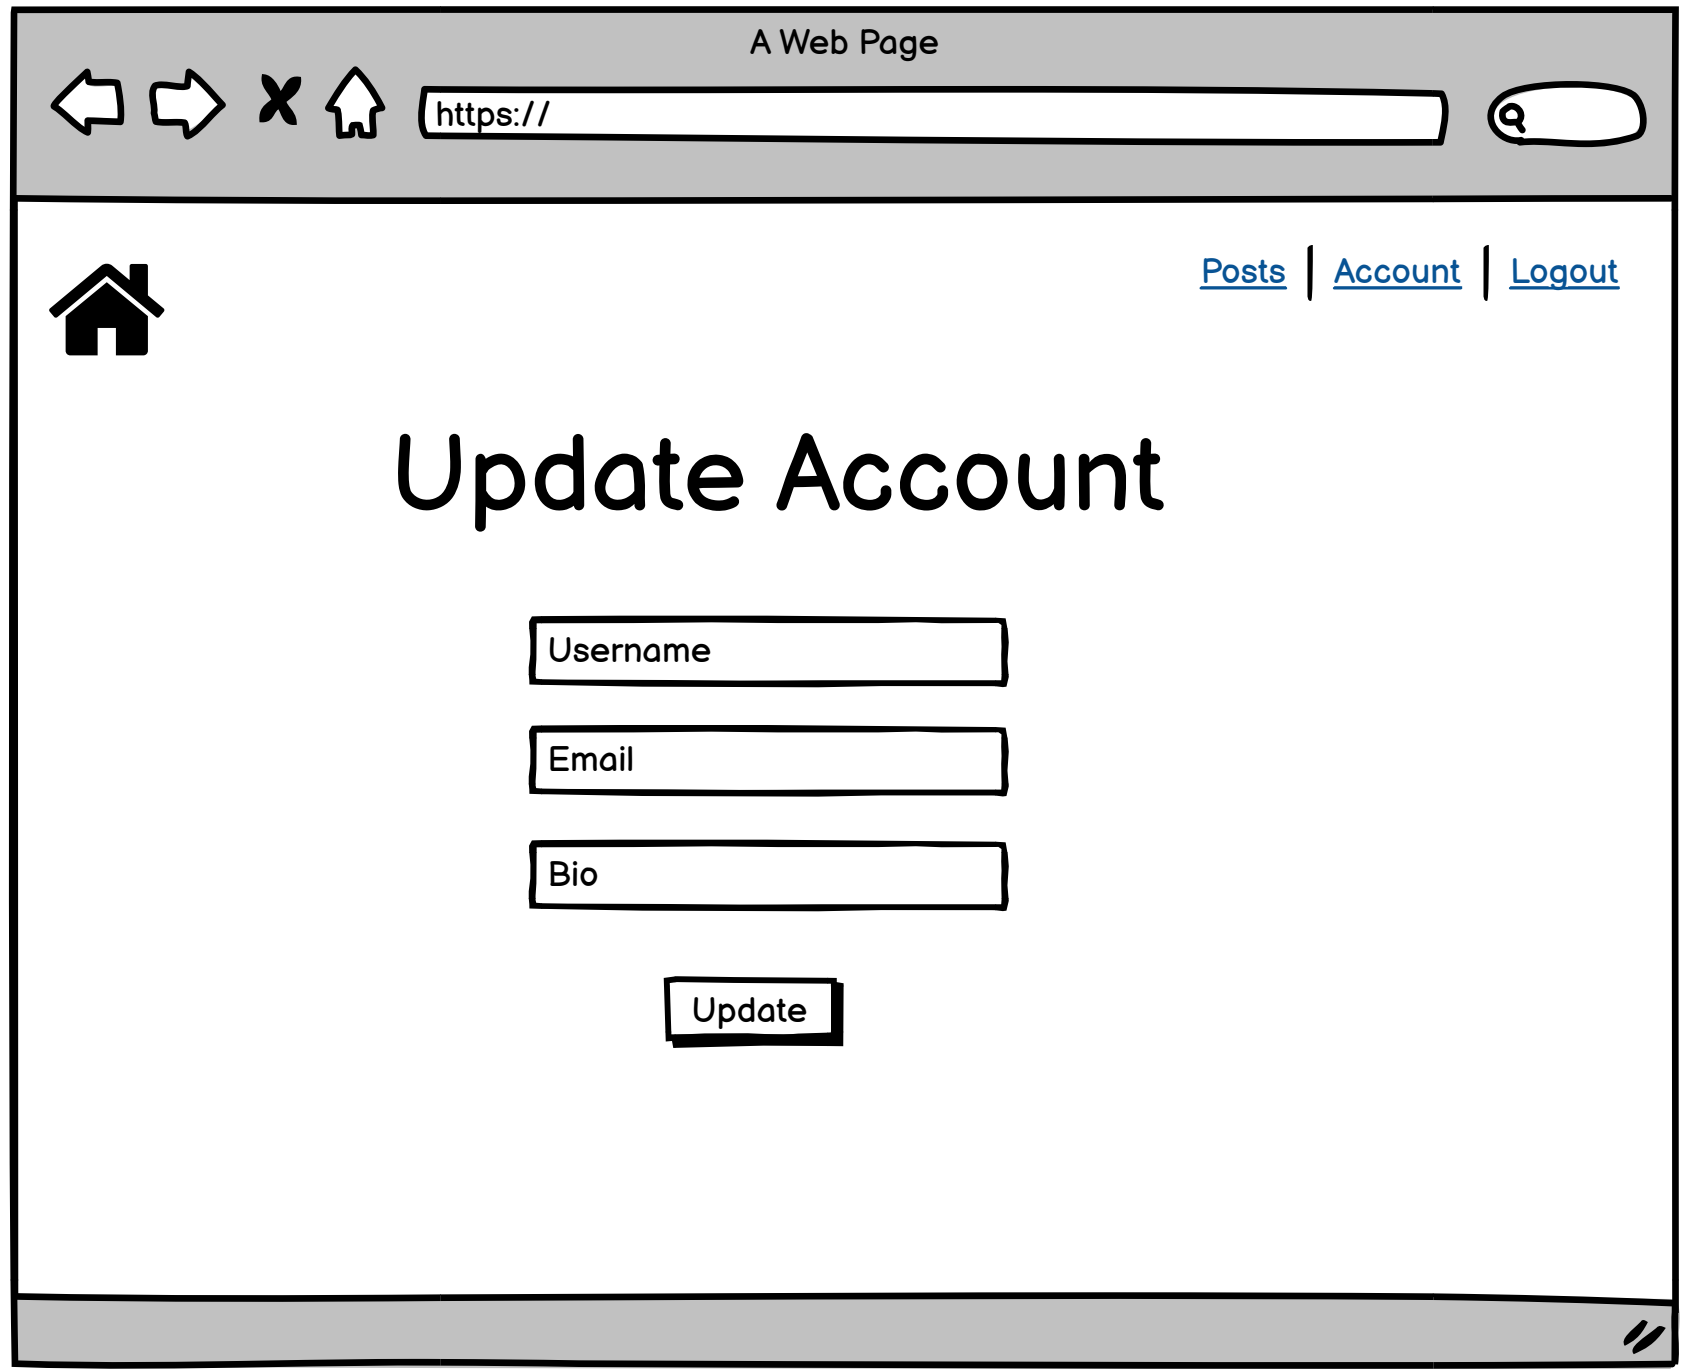 A Web Page
https://
Posts | Account | Logout
Update Account
Username
Email
Bio
Update